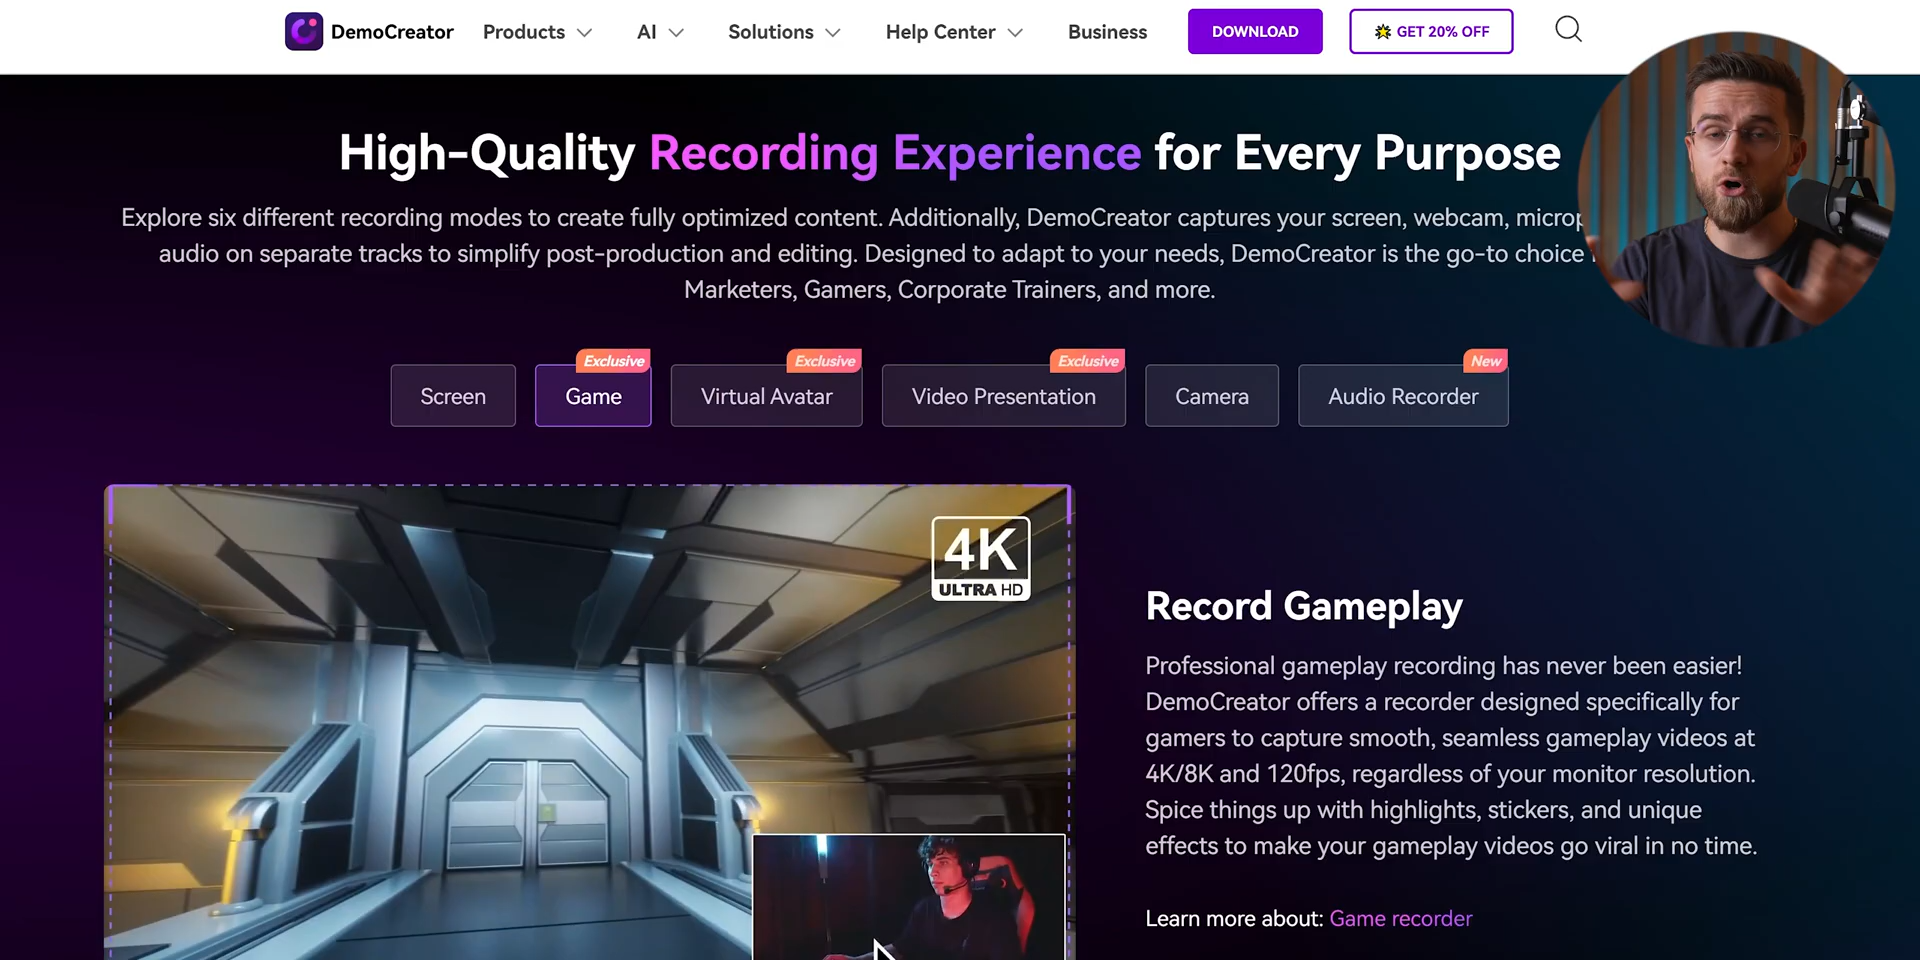 DemoCreator Products AI Solutions Help Center Business DOWNLOAD GET 20% OFF
High-Quality Recording Experience for Every Purpose
Explore six different recording modes to create fully optimized content. Additionally, DemoCreator captures your screen, webcam,
audio on separate tracks to simplify post-production and editing. Designed to adapt to your needs, DemoCreator is the go-to choice
Marketers, Gamers, Corporate Trainers, and more.
Exclusive Exclusive Exclusive New
Screen Game Virtual Avatar Video Presentation Camera Audio Recorder
4K
ULTRA HD
Record Gameplay
Professional gameplay recording has never been easier!
DemoCreator offers a recorder designed specifically for
gamers to capture smooth, seamless gameplay videos at
4K/8K and 120fps, regardless of your monitor resolution.
Spice things up with highlights, stickers, and unique
effects to make your gameplay videos go viral in no time.
Learn more about: Game recorder